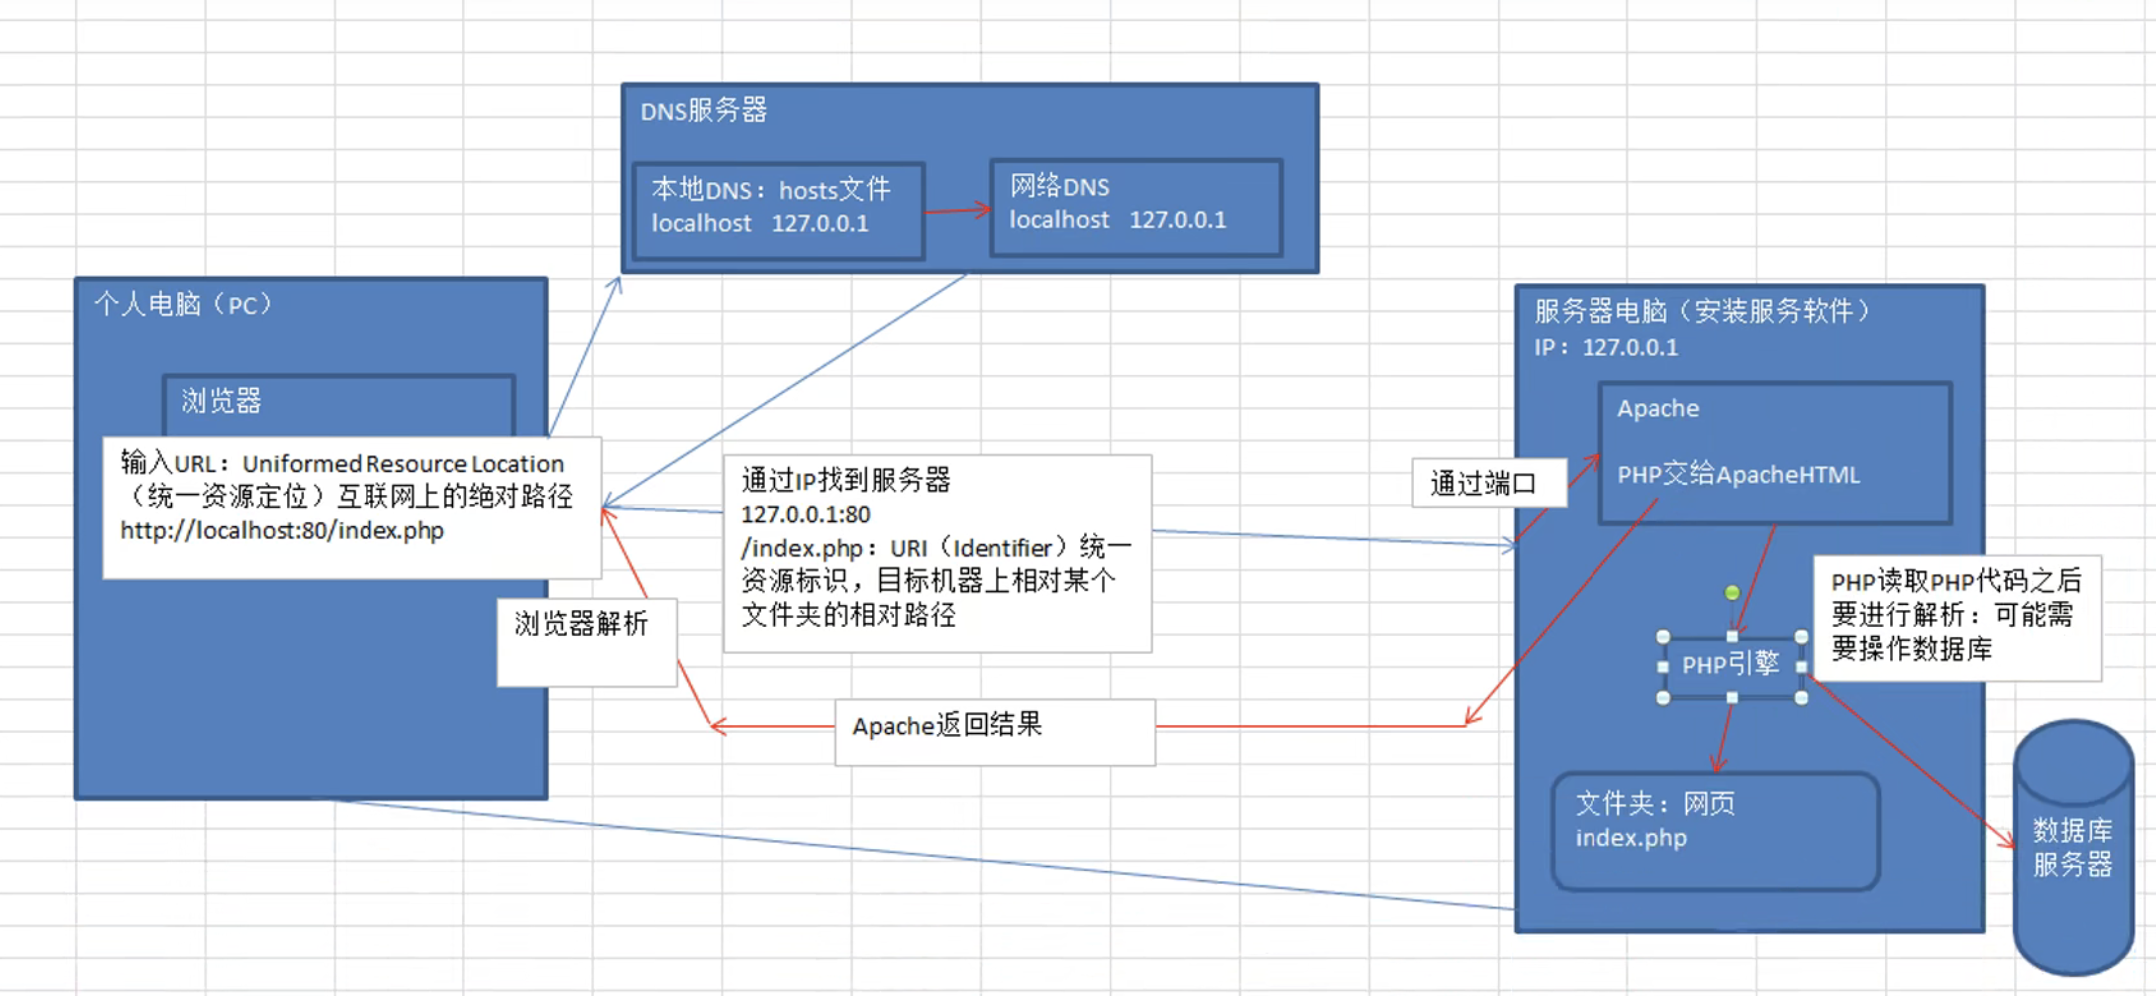 DNS服务器
本地DNS：hosts文件
localhost 127.0.0.1
网络DNS
localhost 127.0.0.1
个人电脑（PC）
浏览器
输入URL：Uniformed Resource Location
（统一资源定位）互联网上的绝对路径
http://localhost:80/index.php
通过IP找到服务器
127.0.0.1:80
/index.php：URI（Identifier）统一
资源标识，目标机器上相对某个
文件夹的相对路径
浏览器解析
Apache返回结果
通过端口
服务器电脑（安装服务软件）
IP：127.0.0.1
Apache
PHP交给ApacheHTML
PHP读取PHP代码之后
要进行解析：可能需
要操作数据库
PHP引擎
文件夹：网页
index.php
数据库
服务器